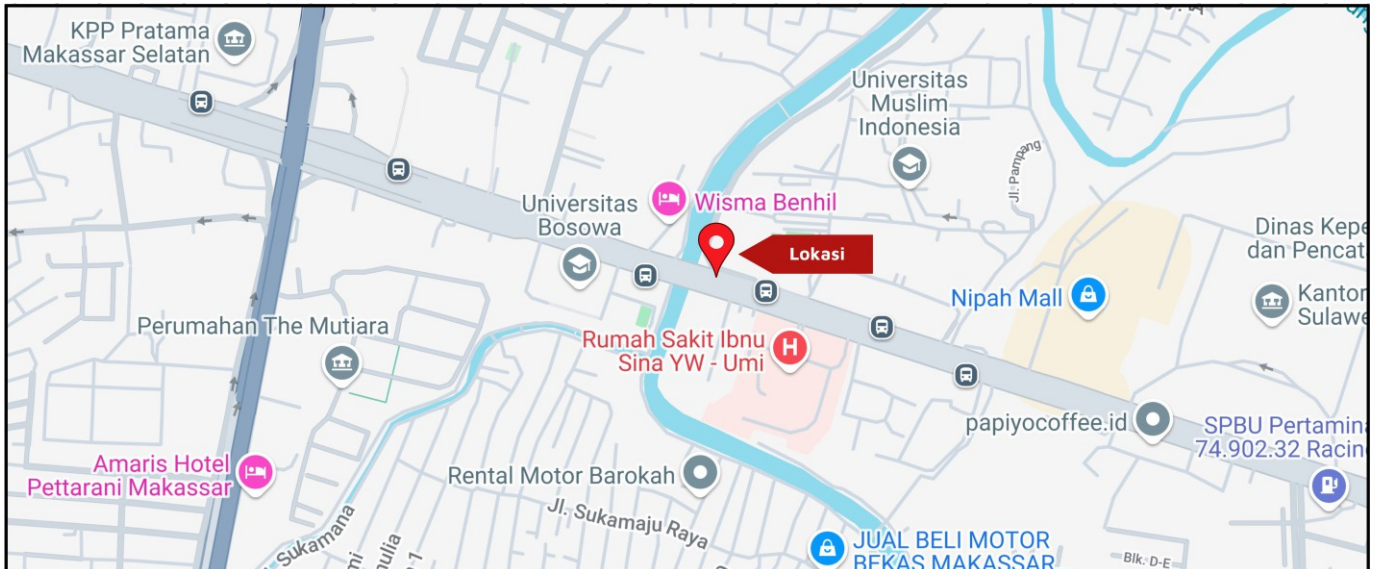 KPP Pratama
Makassar Selatan
Universitas
Muslim
Indonesia
Jl. Pampang
Universitas
Bosowa
Wisma Benhil
Lokasi
Dinas Kepe
dan Pencat
Nipah Mall
Kantor
Sulawe
Perumahan The Mutiara
Rumah Sakit Ibnu
Sina YW - Umi
H
papiyocoffee.id
SPBU Pertamina
74.902.32 Racin
Amaris Hotel
Pettarani Makassar
Rental Motor Barokah
Jl. Sukamaju Raya
Sukamana
JUAL BELI MOTOR
BEKAS MAKASSAR
Blk. D-E